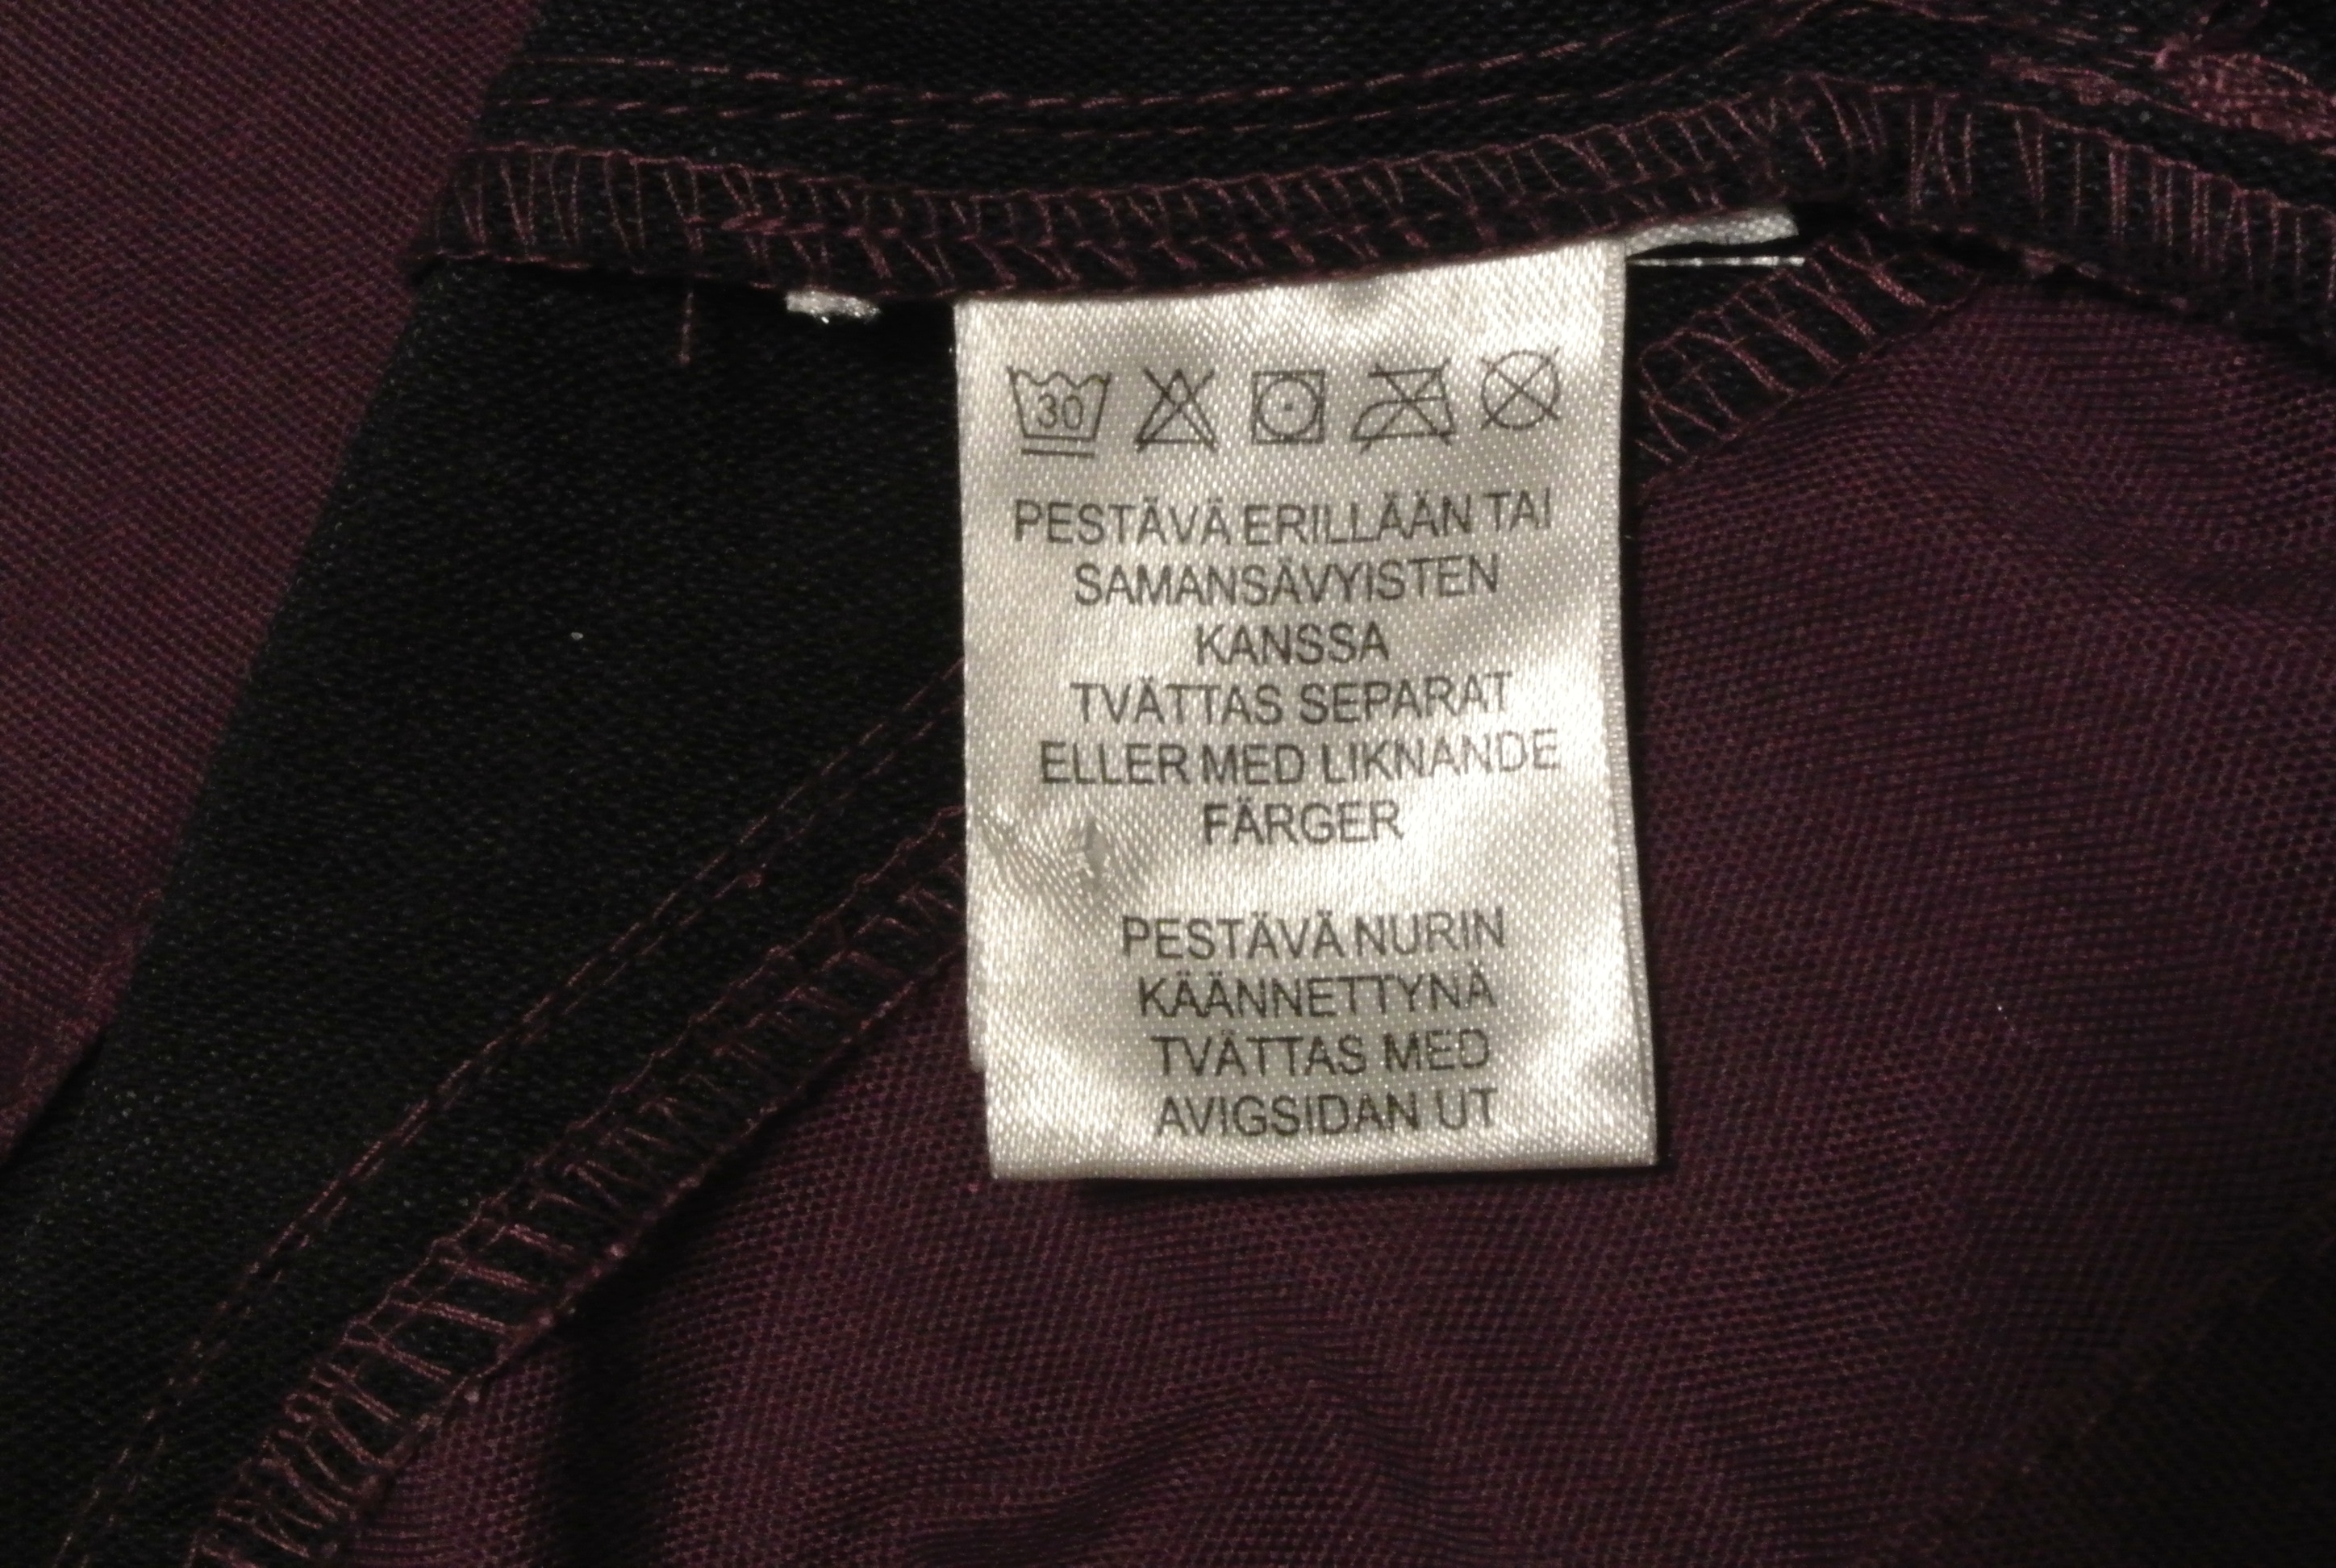 30
PESTÄVÄ ERILLÄÄN TAI
SAMANSÄVYISTEN
KANSSA
TVÄTTAS SEPARAT
ELLER MED LIKNANDE
FÄRGER
PESTÄVÄ NURIN
KÄÄNNETTYNÄ
TVÄTTAS MED
AVIGSIDAN UT